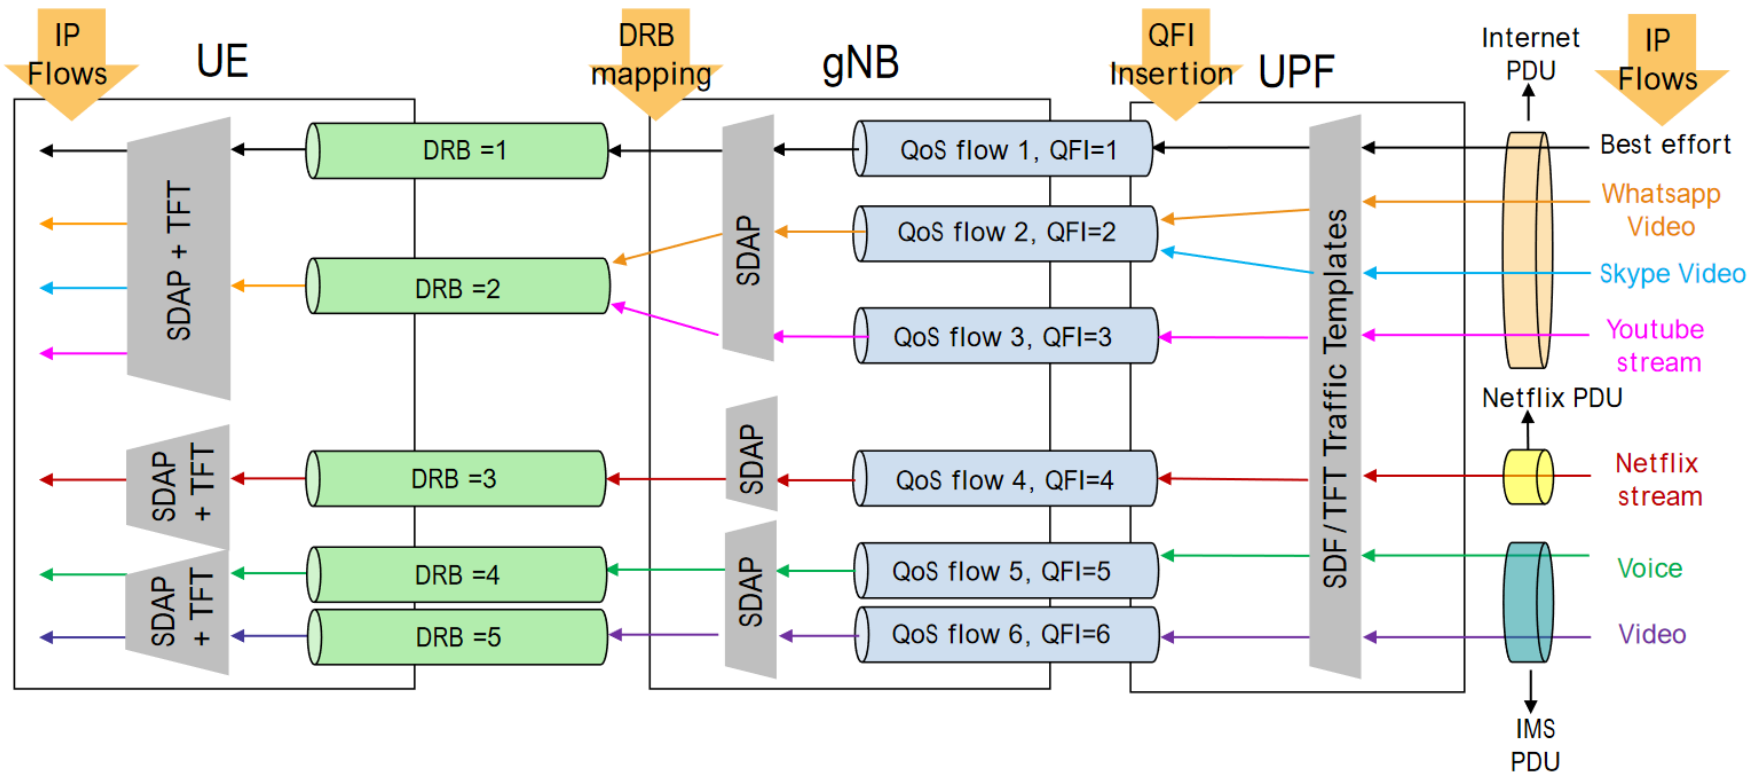 IP
Flows
UE
DRB
mapping
gNB
QFI
Insertion
UPF
Internet
PDU
IP
Flows
SDAP + TFT
DRB =1
DRB =2
SDAP
QoS flow 1, QFI=1
QoS flow 2, QFI=2
QoS flow 3, QFI=3
SDF/TFT Traffic Templates
Best effort
Whatsapp
Video
Skype Video
Youtube
stream
Netflix PDU
SDAP
+ TFT
DRB =3
SDAP
QoS flow 4, QFI=4
Netflix
stream
SDAP
+ TFT
DRB =4
DRB =5
SDAP
QoS flow 5, QFI=5
QoS flow 6, QFI=6
Voice
Video
IMS
PDU